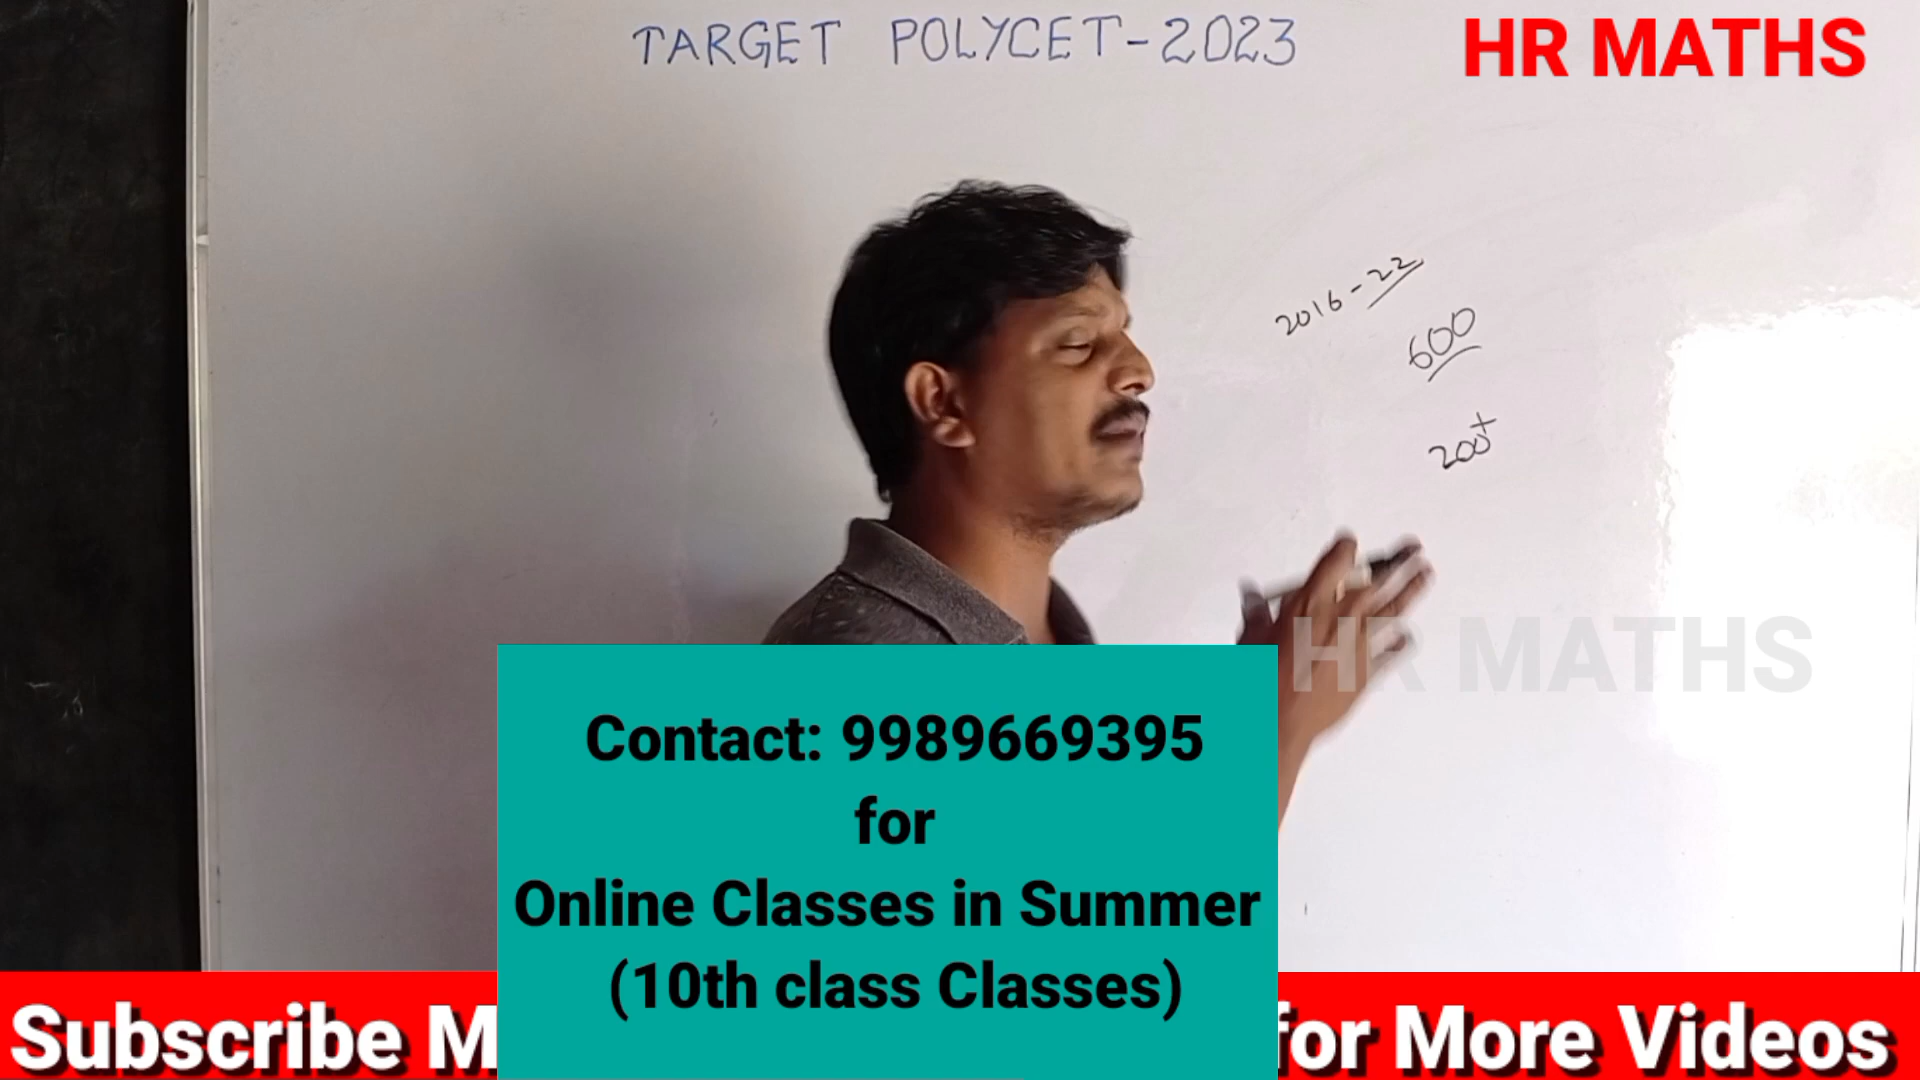 TARGET POLYCET-2023
HR MATHS
2016-22
600
200+
HR MATHS
Contact: 9989669395
for
Online Classes in Summer
(10th class Classes)
Subscribe M
for More Videos